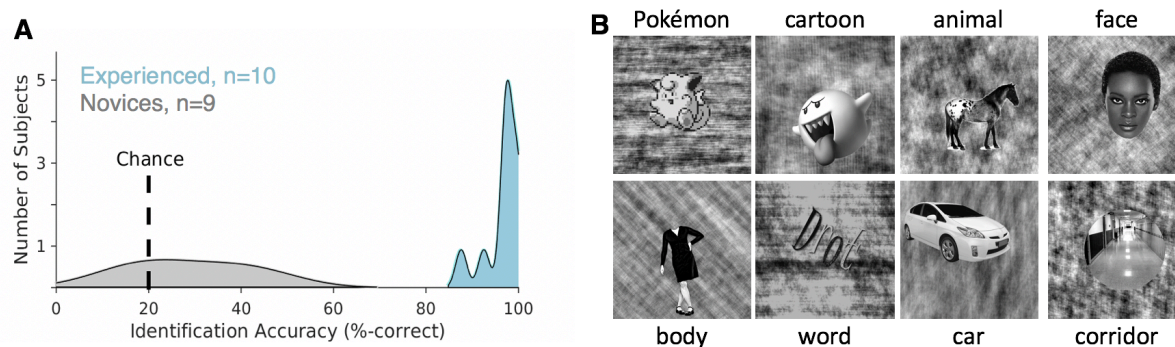 A
Experienced, n=10
Novices, n=9
Chance
Number of Subjects
5
3
1
0
20
40
60
80
100
Identification Accuracy (%-correct)
B
Pokémon
cartoon
animal
face
Drot
body
word
car
corridor